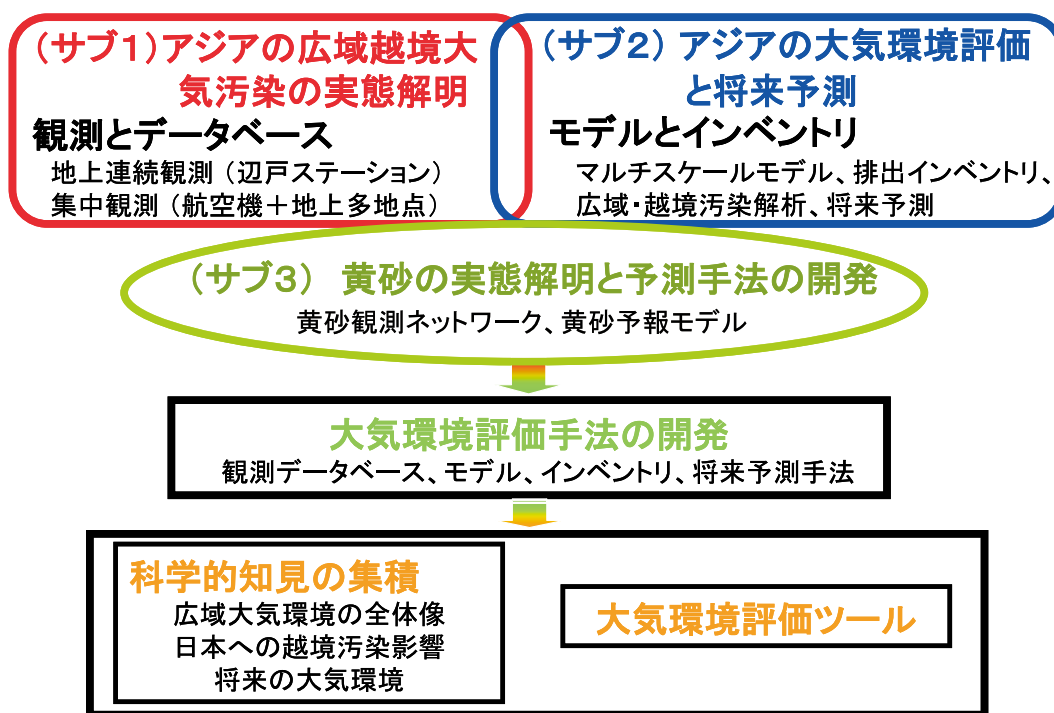 (サブ1)アジアの広域越境大
気汚染の実態解明
観測とデータベース
地上連続観測(辺戸ステーション)
集中観測(航空機+地上多地点)
(サブ2) アジアの大気環境評価
と将来予測
モデルとインベントリ
マルチスケールモデル、排出インベントリ、
広域・越境汚染解析、将来予測
(サブ3) 黄砂の実態解明と予測手法の開発
黄砂観測ネットワーク、黄砂予報モデル
大気環境評価手法の開発
観測データベース、モデル、インベントリ、将来予測手法
科学的知見の集積
広域大気環境の全体像
日本への越境汚染影響
将来の大気環境
大気環境評価ツール